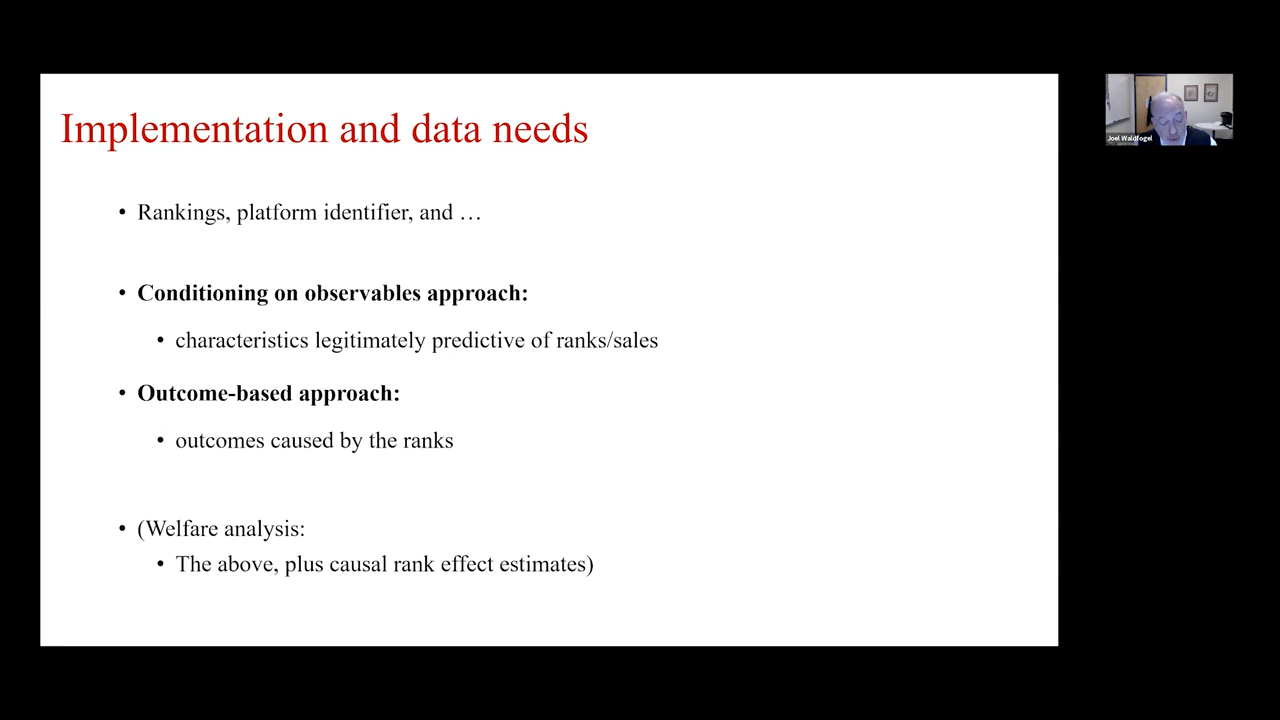 Implementation and data needs
• Rankings, platform identifier, and …
• Conditioning on observables approach:
• characteristics legitimately predictive of ranks/sales
• Outcome-based approach:
• outcomes caused by the ranks
• (Welfare analysis:
• The above, plus causal rank effect estimates)
Joel Waldfogel